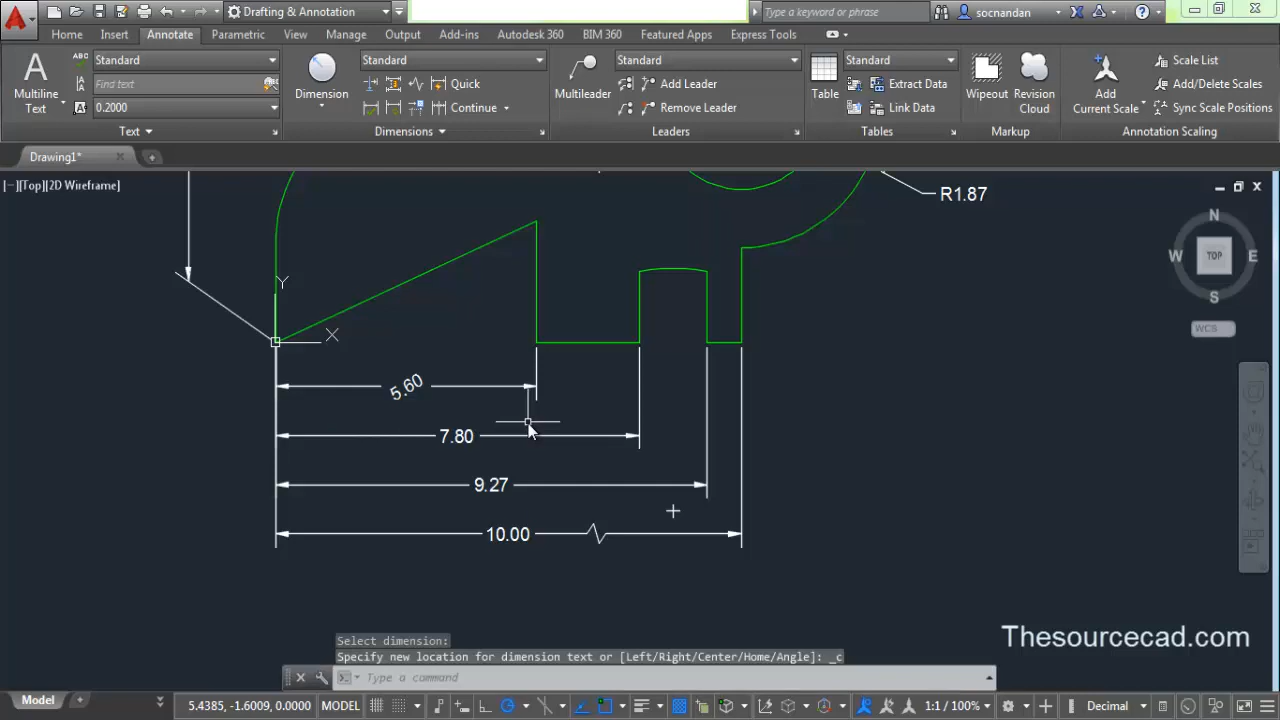 Drafting & Annotation
Type a keyword or phrase
socnandan
Home Insert Annotate Parametric View Manage Output Add-ins Autodesk 360 BIM 360 Featured Apps Express Tools
Standard
Standard
Standard
Standard
Scale List
ABC
Find text
Quick
Add Leader
Extract Data
Add/Delete Scales
Multiline
Text
Dimension
Multileader
Table
Wipeout
Revision
Cloud
Add
Current Scale
0.2000
Continue
Remove Leader
Link Data
Sync Scale Positions
Text
Dimensions
Leaders
Tables
Markup
Annotation Scaling
Drawing1*
[−][Top][2D Wireframe]
R1.87
N
W TOP E
S
WCS
Y
X
5.60
7.80
9.27
10.00
Thesourcecad.com
Select dimension:
Specify new location for dimension text or [Left/Right/Center/Home/Angle]: _c
Type a command
Model
5.4385, -1.6009, 0.0000 MODEL
1:1 / 100%
Decimal